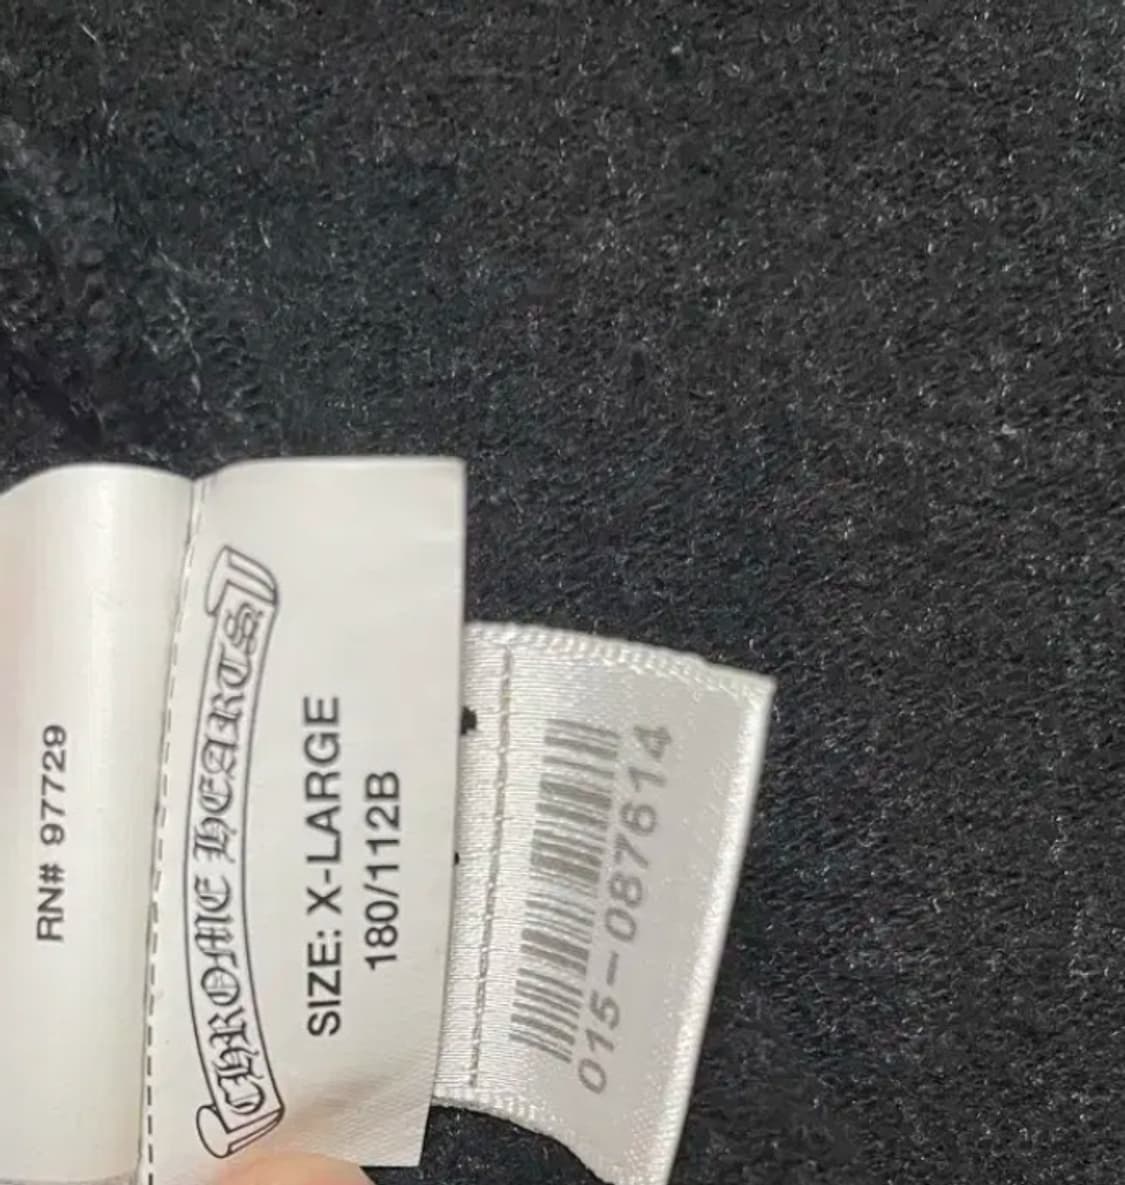 RN# 97729
CHROME HEARTS
SIZE: X-LARGE
180/112B
015-087614